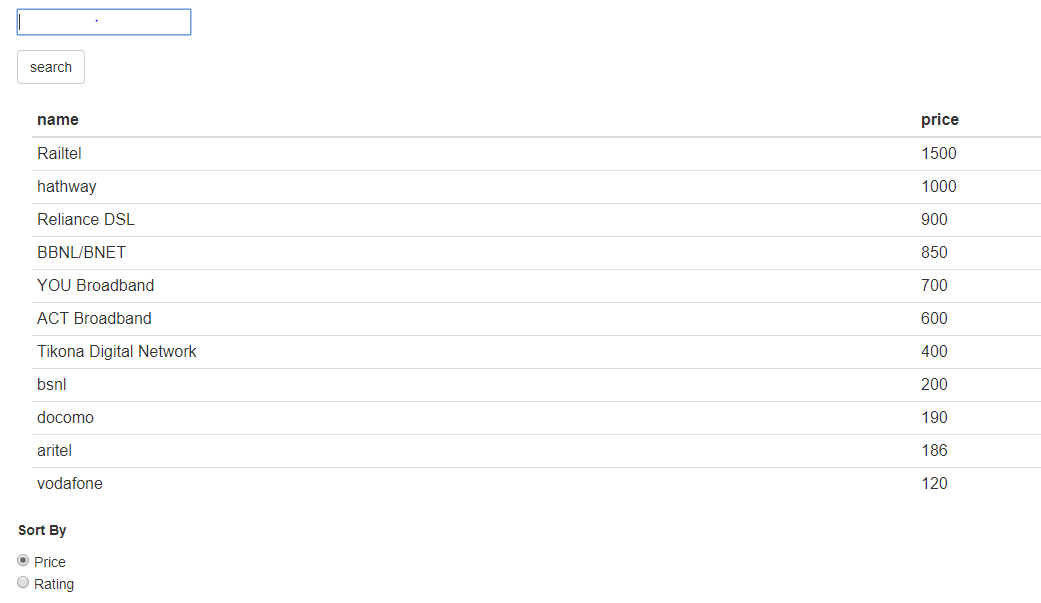 search
name price
Railtel 1500
hathway 1000
Reliance DSL 900
BBNL/BNET 850
YOU Broadband 700
ACT Broadband 600
Tikona Digital Network 400
bsnl 200
docomo 190
aritel 186
vodafone 120
Sort By
Price
Rating